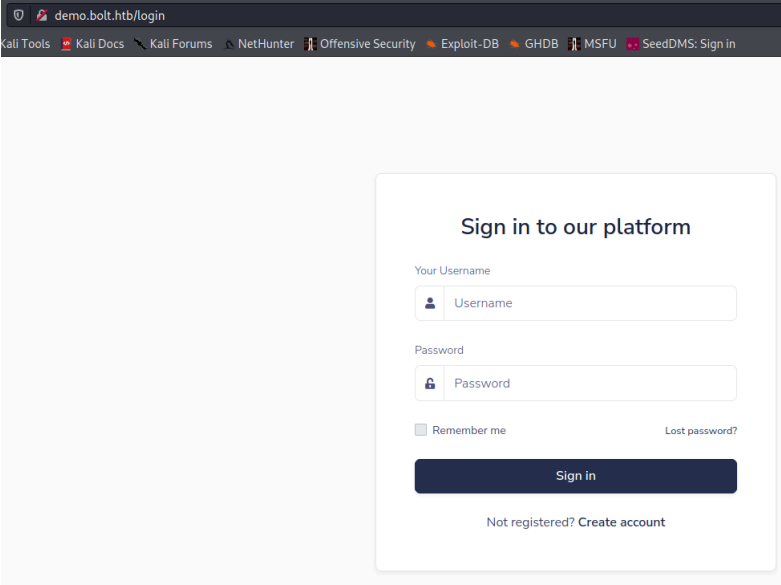 demo.bolt.htb/login
Kali Tools Kali Docs Kali Forums NetHunter Offensive Security Exploit-DB GHDB MSFU SeedDMS: Sign in
Sign in to our platform
Your Username
Username
Password
Password
Remember me Lost password?
Sign in
Not registered? Create account